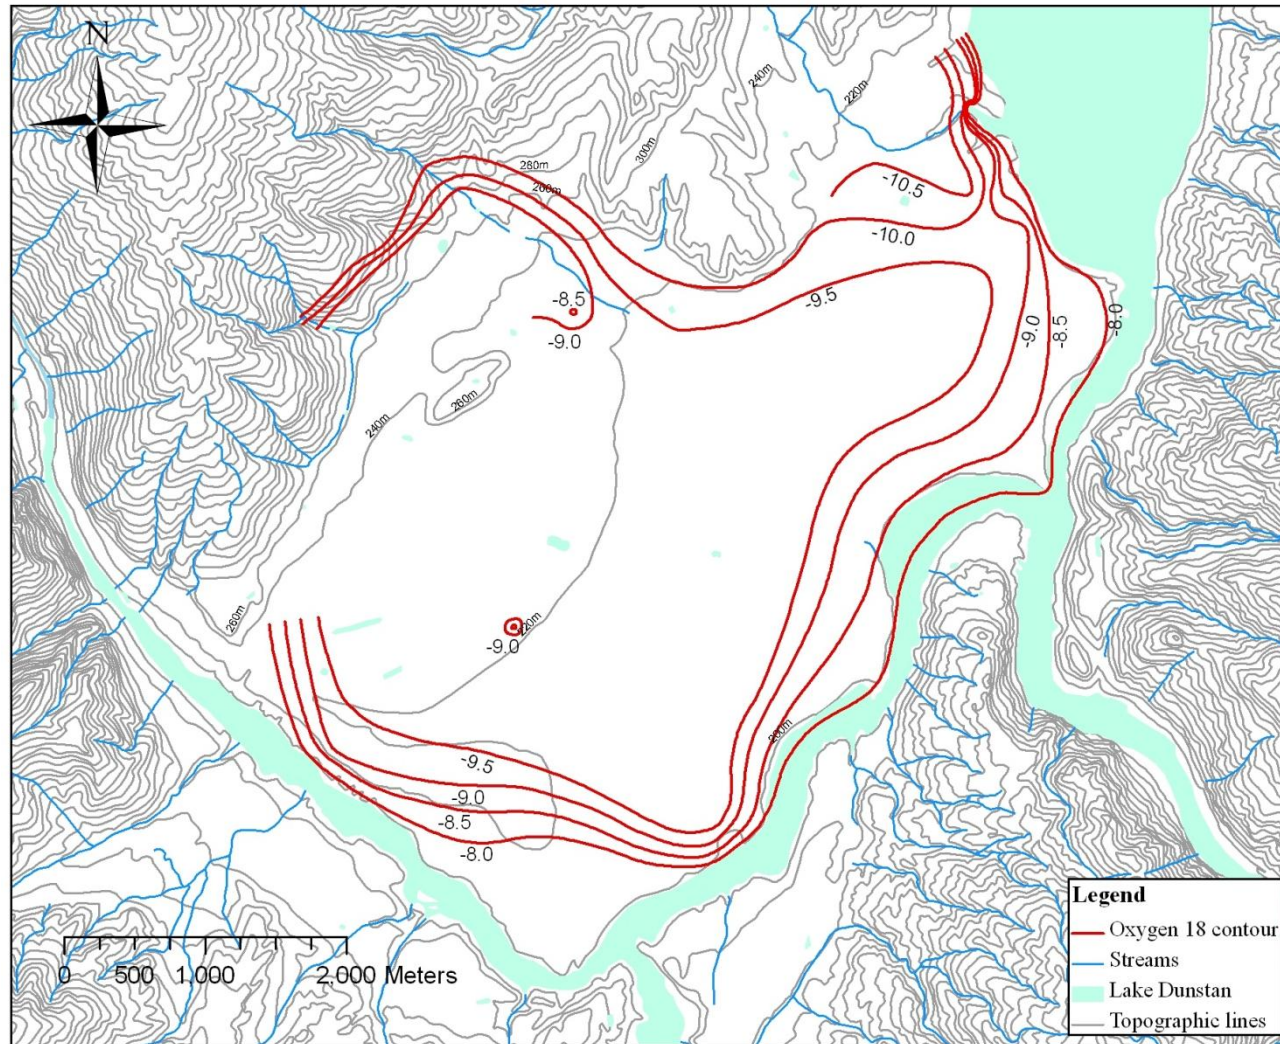 N
240m
220m
300m
280m
260m
-10.5
-10.0
-9.5
-8.5
-9.0
-9.0
-8.5
-8.0
260m
240m
260m
220m
-9.0
200m
-9.5
-9.0
-8.5
-8.0
0 500 1,000 2,000 Meters
Legend
Oxygen 18 contour
Streams
Lake Dunstan
Topographic lines